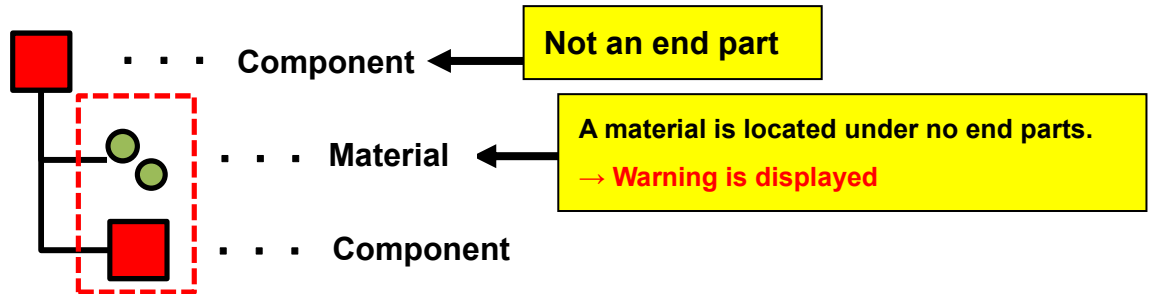 Not an end part
· · · Component
A material is located under no end parts.
· · · Material
→ Warning is displayed
· · · Component